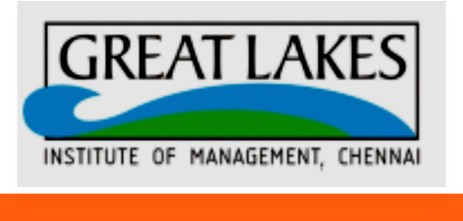 GREAT LAKES
INSTITUTE OF MANAGEMENT, CHENNAI